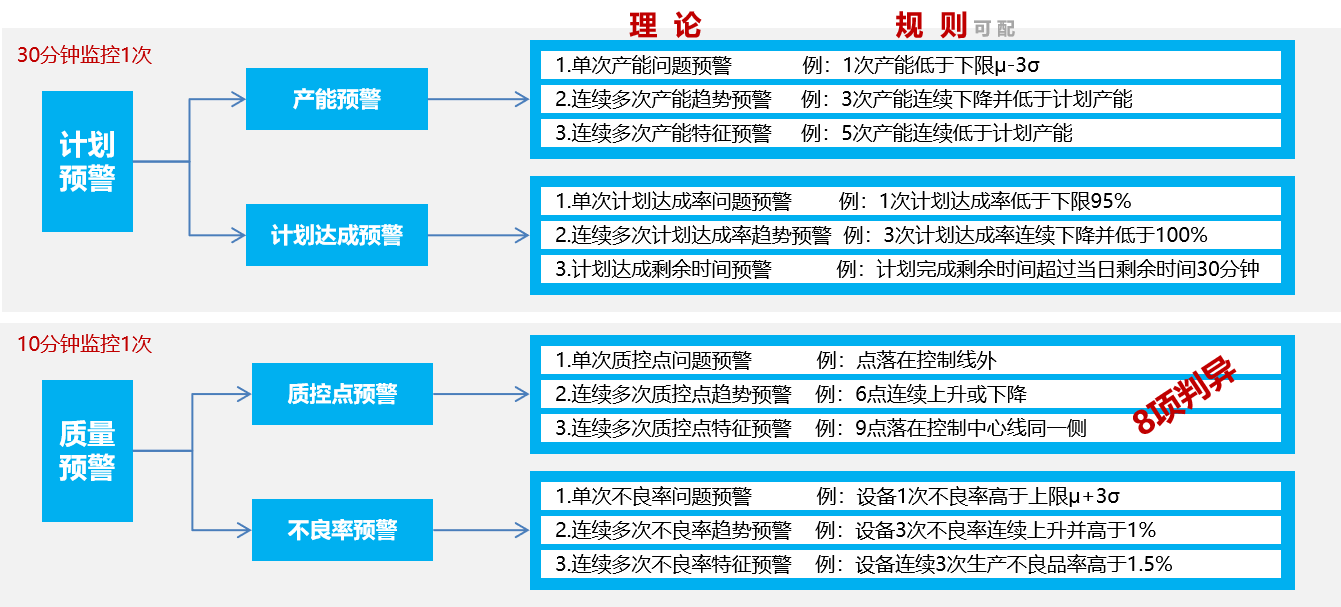 理 论 规 则 可 配
30分钟监控1次
计划
预警
产能预警
1.单次产能问题预警 例：1次产能低于下限μ-3σ
2.连续多次产能趋势预警 例：3次产能连续下降并低于计划产能
3.连续多次产能特征预警 例：5次产能连续低于计划产能
计划达成预警
1.单次计划达成率问题预警 例：1次计划达成率低于下限95%
2.连续多次计划达成率趋势预警 例：3次计划达成率连续下降并低于100%
3.计划达成剩余时间预警 例：计划完成剩余时间超过当日剩余时间30分钟
10分钟监控1次
质量
预警
质控点预警
1.单次质控点问题预警 例：点落在控制线外
2.连续多次质控点趋势预警 例：6点连续上升或下降
3.连续多次质控点特征预警 例：9点落在控制中心线同一侧
8项判异
不良率预警
1.单次不良率问题预警 例：设备1次不良率高于上限μ+3σ
2.连续多次不良率趋势预警 例：设备3次不良率连续上升并高于1%
3.连续多次不良率特征预警 例：设备连续3次生产不良品率高于1.5%